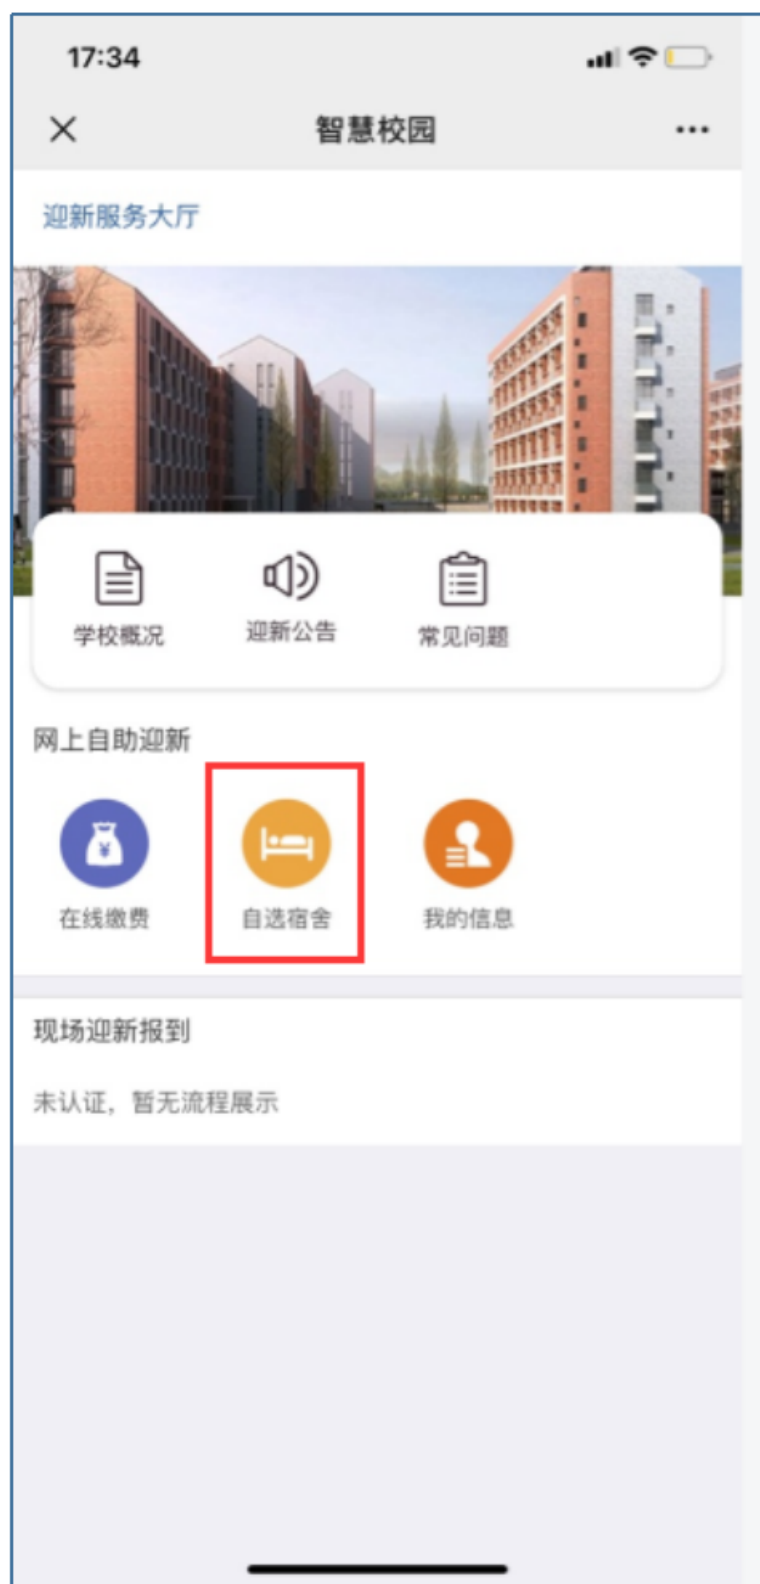 17:34
智慧校园
迎新服务大厅
学校概况
迎新公告
常见问题
网上自助迎新
¥
在线缴费
自选宿舍
我的信息
现场迎新报到
未认证，暂无流程展示